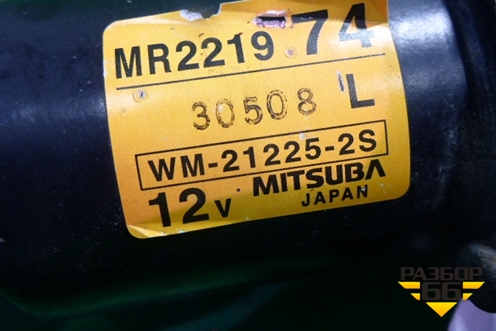 MR2219 74
30508 L
WM-21225-2S
12V MITSUBA
JAPAN
РАЗБОР
66